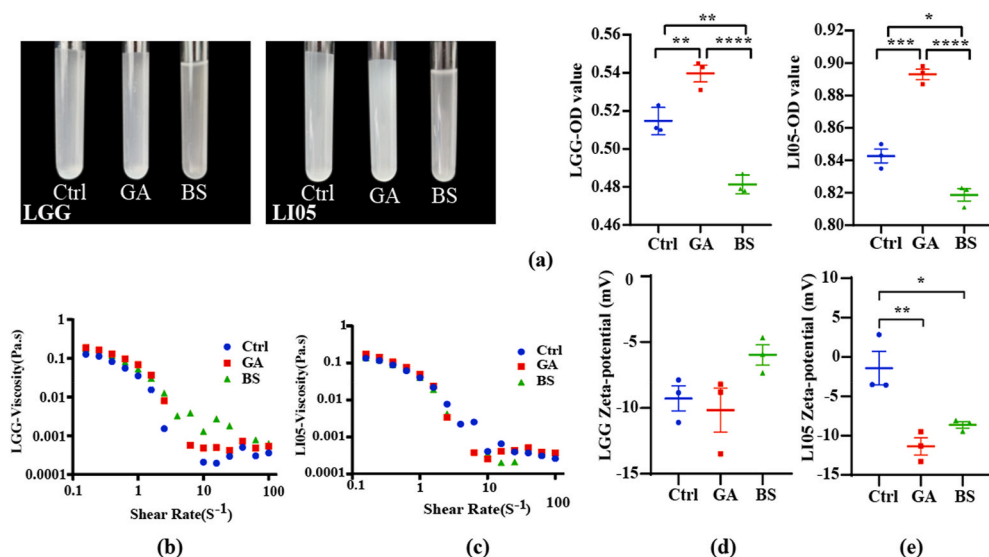 Ctrl GA BS
LGG
Ctrl GA BS
LI05
LGG-OD value
0.56
0.54
0.52
0.50
0.48
0.46
**
** ****
Ctrl GA BS
LI05-OD value
0.92
0.90
0.88
0.86
0.84
0.82
0.80
*
*** ****
Ctrl GA BS
(a)
LGG-Viscosity(Pa.s)
1
0.1
0.01
0.001
0.0001
0.1 1 10 100
Shear Rate(S⁻¹)
Ctrl
GA
BS
(b)
LI05-Viscosity(Pa.s)
1
0.1
0.01
0.001
0.0001
0.1 1 10 100
Shear Rate(S⁻¹)
Ctrl
GA
BS
(c)
LGG Zeta-potential (mV)
0
-5
-10
-15
Ctrl GA BS
(d)
LI05 Zeta-potential (mV)
10
5
0
-5
-10
-15
*
**
Ctrl GA BS
(e)